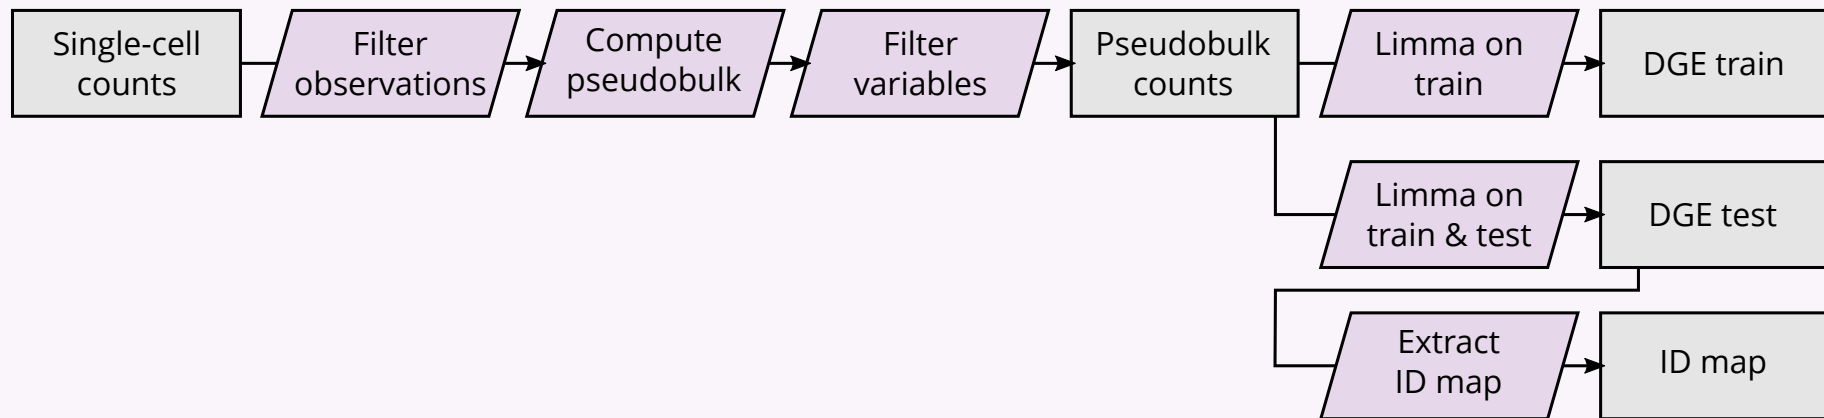 Single-cell
counts
Filter
observations
Compute
pseudobulk
Filter
variables
Pseudobulk
counts
Limma on
train
DGE train
Limma on
train & test
DGE test
Extract
ID map
ID map